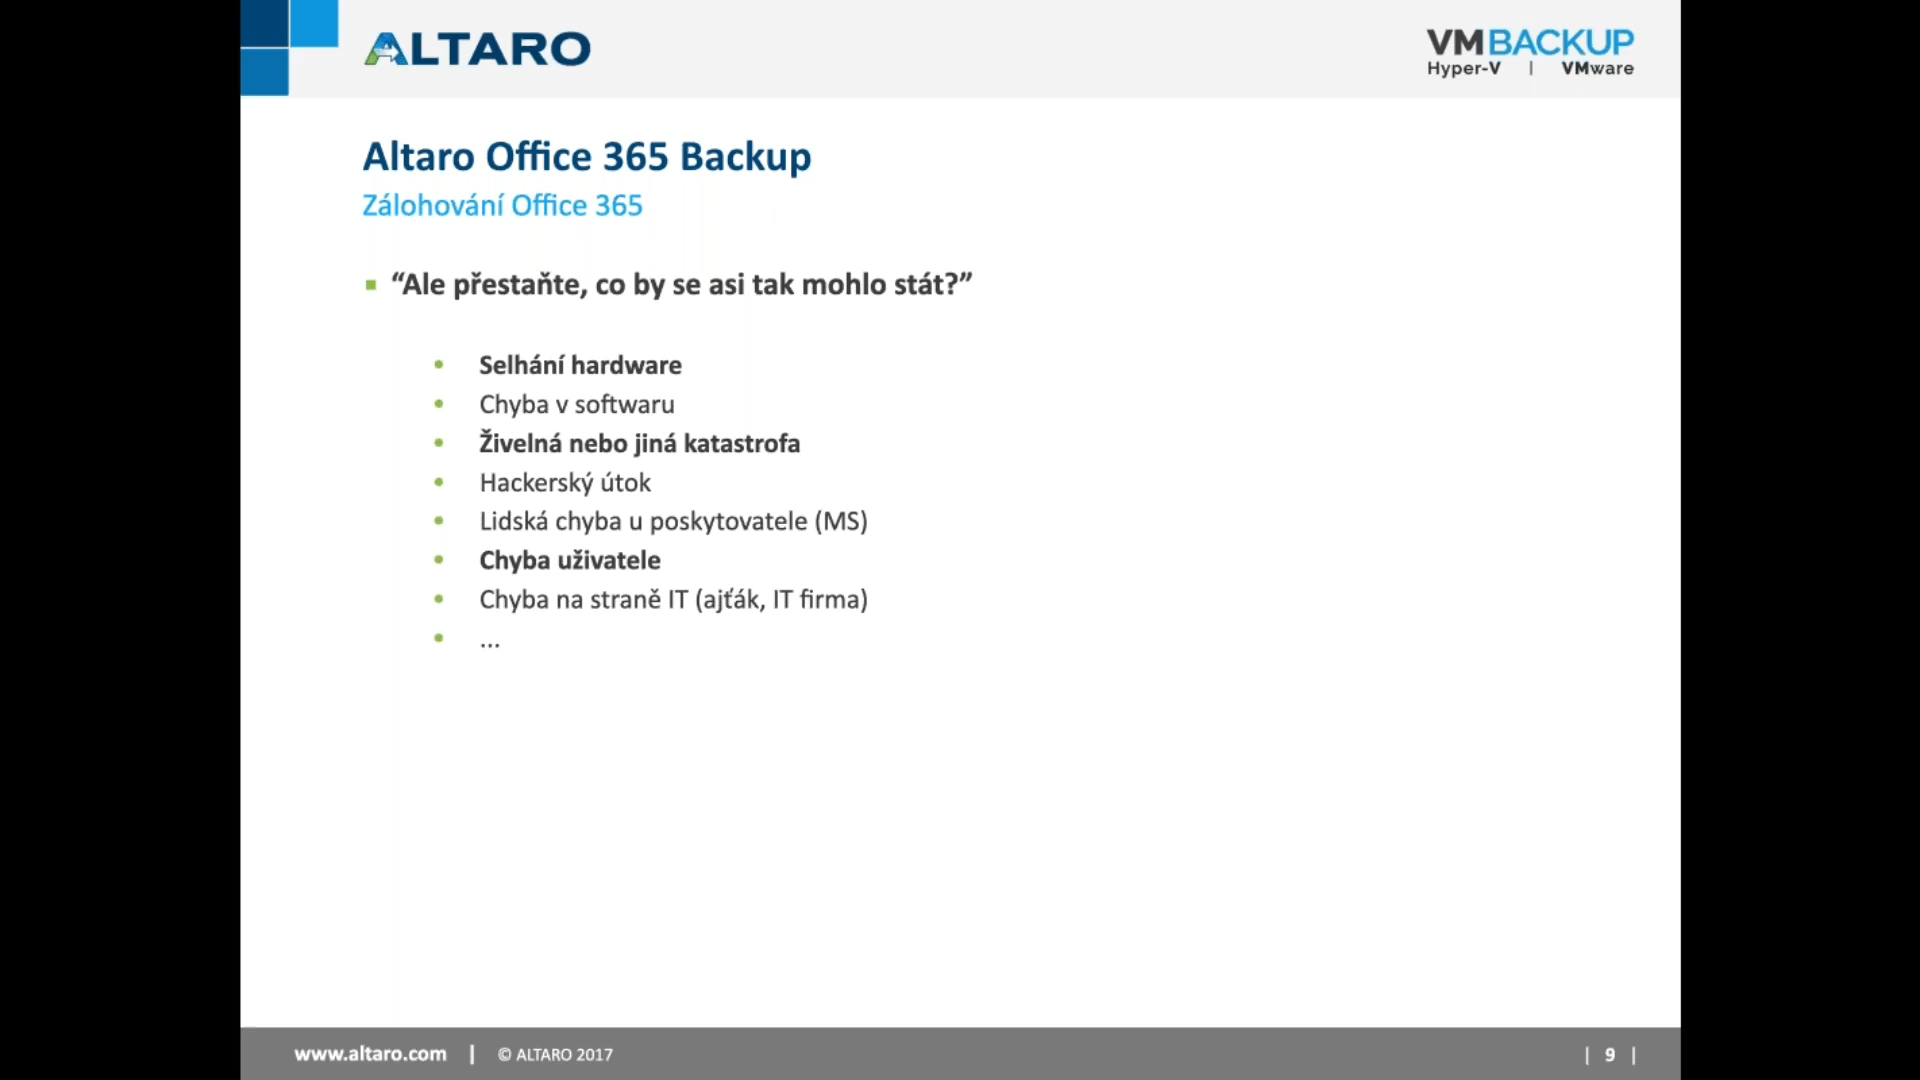 ALTARO
VMBACKUP
Hyper-V | VMware
Altaro Office 365 Backup
Zálohování Office 365
“Ale přestaňte, co by se asi tak mohlo stát?”
Selhání hardware
Chyba v softwaru
Živelná nebo jiná katastrofa
Hackerský útok
Lidská chyba u poskytovatele (MS)
Chyba uživatele
Chyba na straně IT (ajťák, IT firma)
...
www.altaro.com | © ALTARO 2017
| 9 |